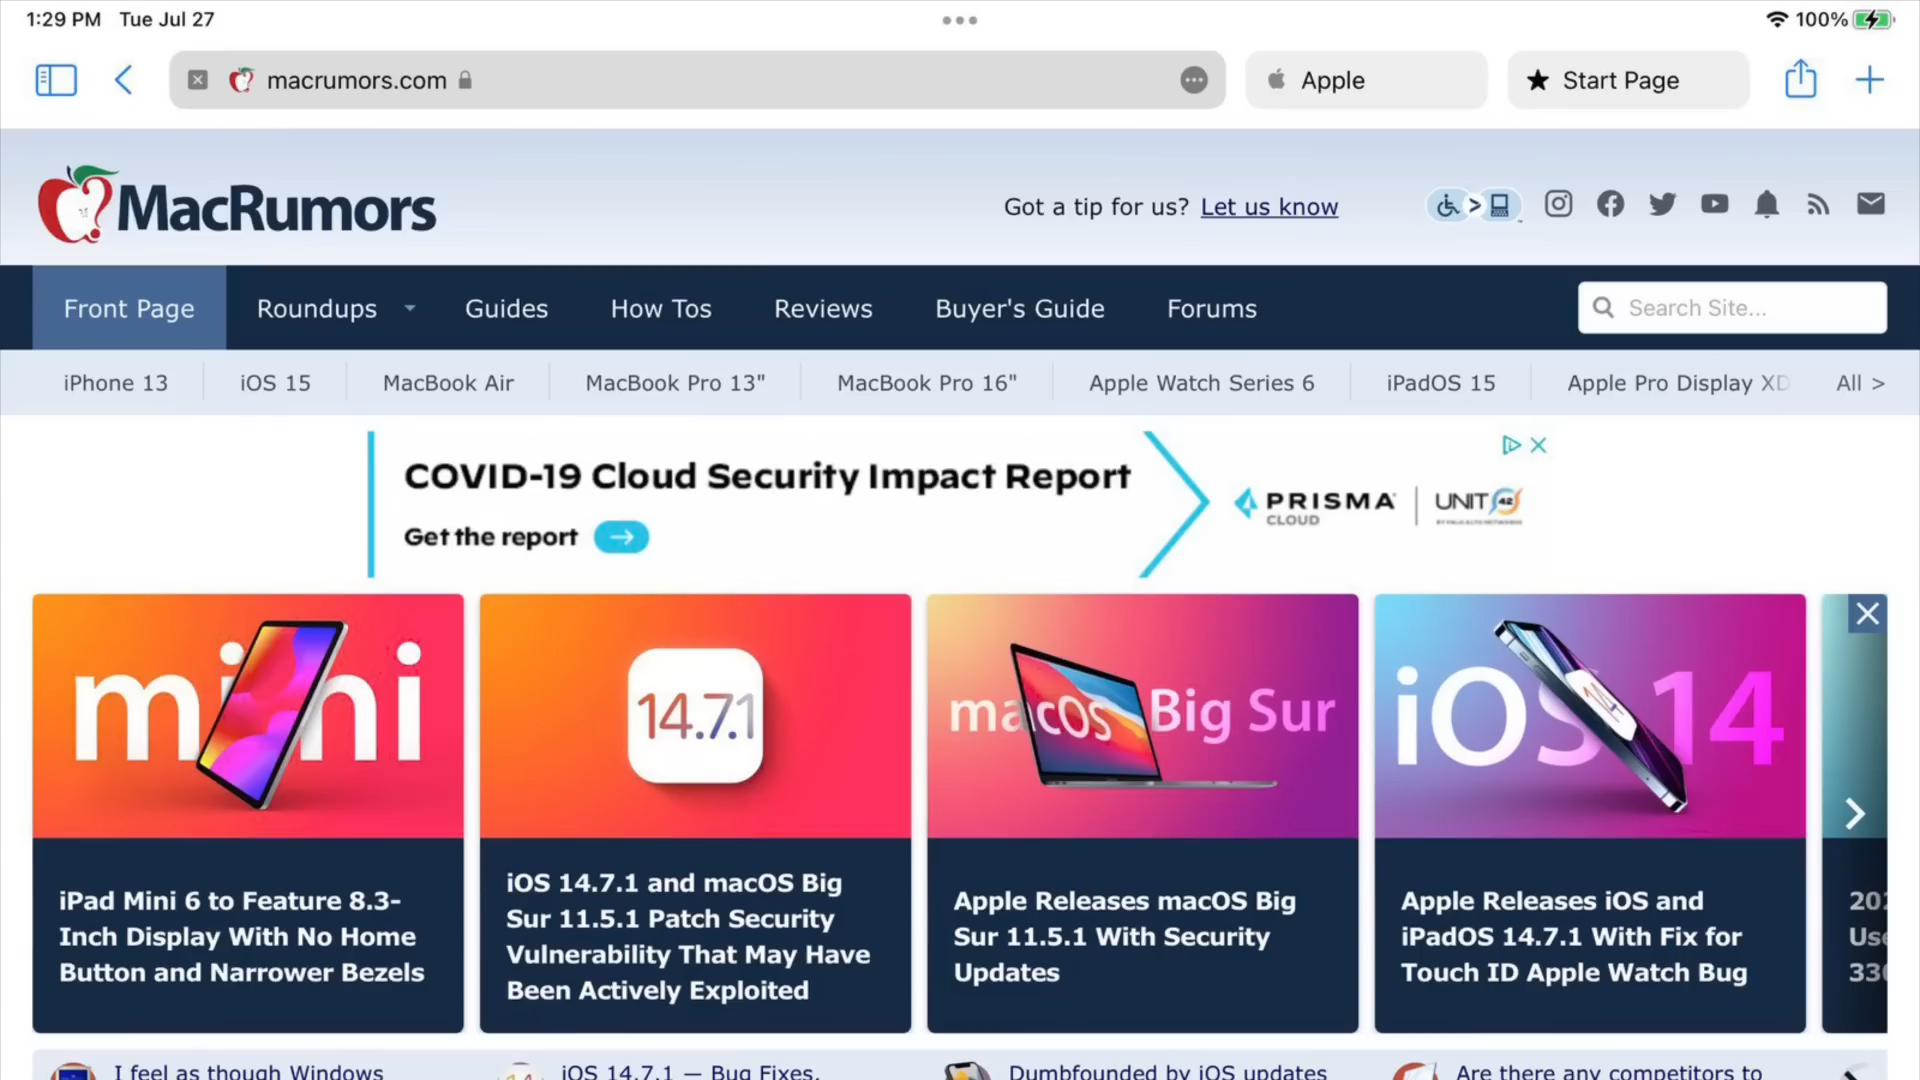 1:29 PM Tue Jul 27
100%
macrumors.com
Apple
Start Page
MacRumors
Got a tip for us? Let us know
Front Page
Roundups
Guides
How Tos
Reviews
Buyer's Guide
Forums
Search Site...
iPhone 13
iOS 15
MacBook Air
MacBook Pro 13"
MacBook Pro 16"
Apple Watch Series 6
iPadOS 15
Apple Pro Display XD
All >
COVID-19 Cloud Security Impact Report
Get the report
PRISMA
CLOUD
UNIT 42
BY PALO ALTO NETWORKS
mini
14.7.1
macOS Big Sur
iOS 14
iPad Mini 6 to Feature 8.3-
Inch Display With No Home
Button and Narrower Bezels
iOS 14.7.1 and macOS Big
Sur 11.5.1 Patch Security
Vulnerability That May Have
Been Actively Exploited
Apple Releases macOS Big
Sur 11.5.1 With Security
Updates
Apple Releases iOS and
iPadOS 14.7.1 With Fix for
Touch ID Apple Watch Bug
I feel as though Windows
iOS 14.7.1 — Bug Fixes,
Dumbfounded by iOS updates
Are there any competitors to